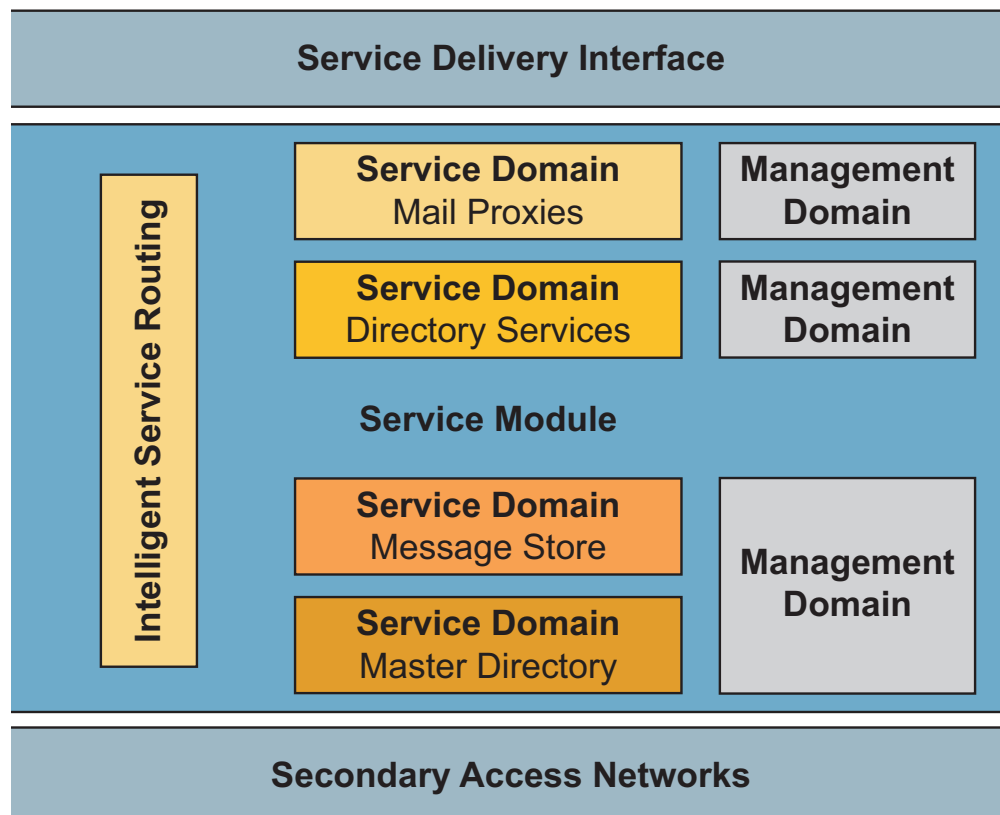 Service Delivery Interface
Intelligent Service Routing
Service Domain
Mail Proxies
Management
Domain
Service Domain
Directory Services
Management
Domain
Service Module
Service Domain
Message Store
Service Domain
Master Directory
Management
Domain
Secondary Access Networks